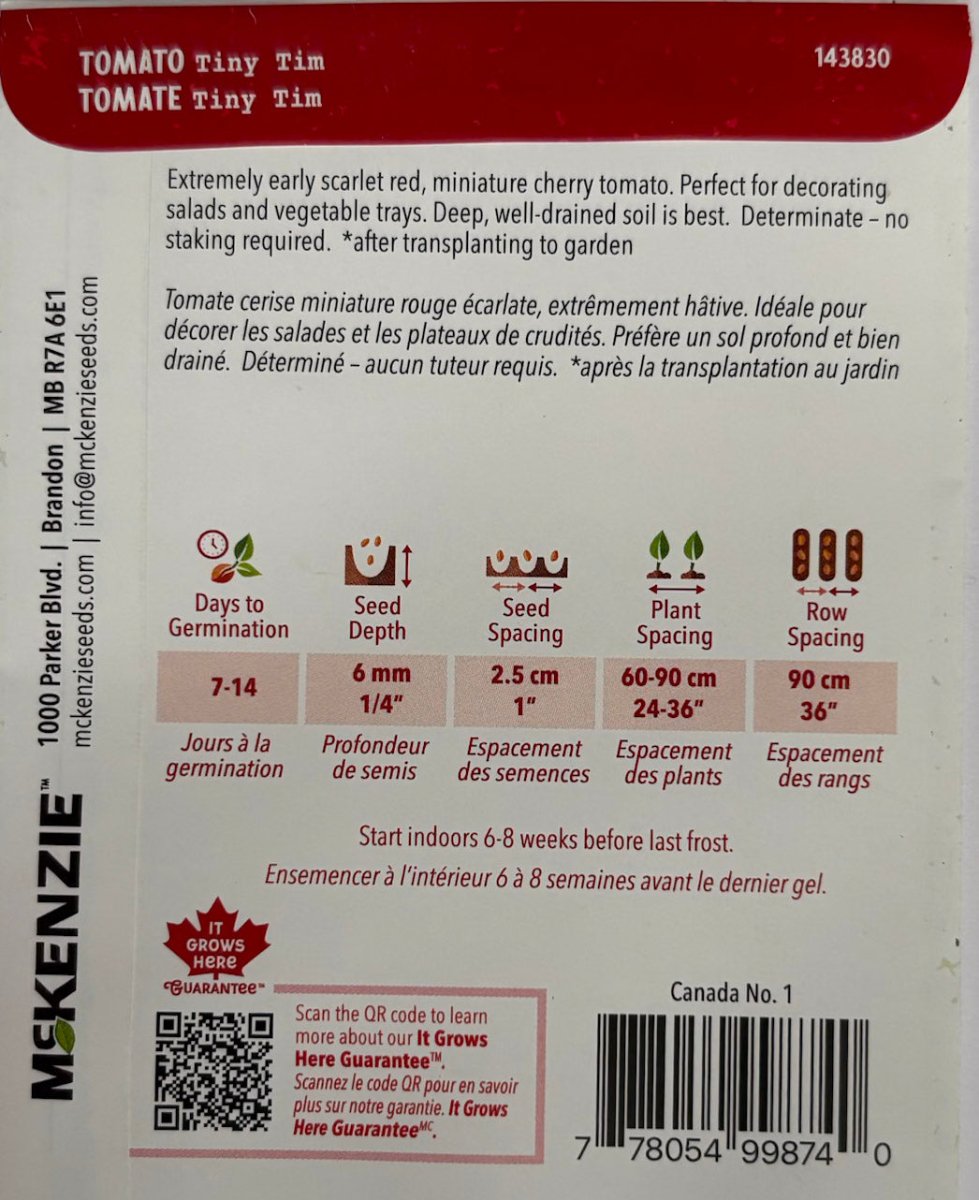 TOMATO Tiny Tim
143830
TOMATE Tiny Tim
Extremely early scarlet red, miniature cherry tomato. Perfect for decorating
salads and vegetable trays. Deep, well-drained soil is best. Determinate – no
staking required. *after transplanting to garden
Tomate cerise miniature rouge écarlate, extrêmement hâtive. Idéale pour
décorer les salades et les plateaux de crudités. Préfère un sol profond et bien
drainé. Déterminé – aucun tuteur requis. *après la transplantation au jardin
Days to
Germination
7-14
Jours à la
germination
Seed
Depth
6 mm
1/4"
Profondeur
de semis
Seed
Spacing
2.5 cm
1"
Espacement
des semences
Plant
Spacing
60-90 cm
24-36"
Espacement
des plants
Row
Spacing
90 cm
36"
Espacement
des rangs
Start indoors 6-8 weeks before last frost.
Ensemencer à l'intérieur 6 à 8 semaines avant le dernier gel.
IT
GROWS
HERE
GUARANTEE™
Scan the QR code to learn
more about our It Grows
Here Guarantee™.
Scannez le code QR pour en savoir
plus sur notre garantie. It Grows
Here Guaranteeᴹᶜ.
Canada No. 1
7 78054 99874 0
McKENZIE™
1000 Parker Blvd. | Brandon | MB R7A 6E1
mckenzieseeds.com | info@mckenzieseeds.com